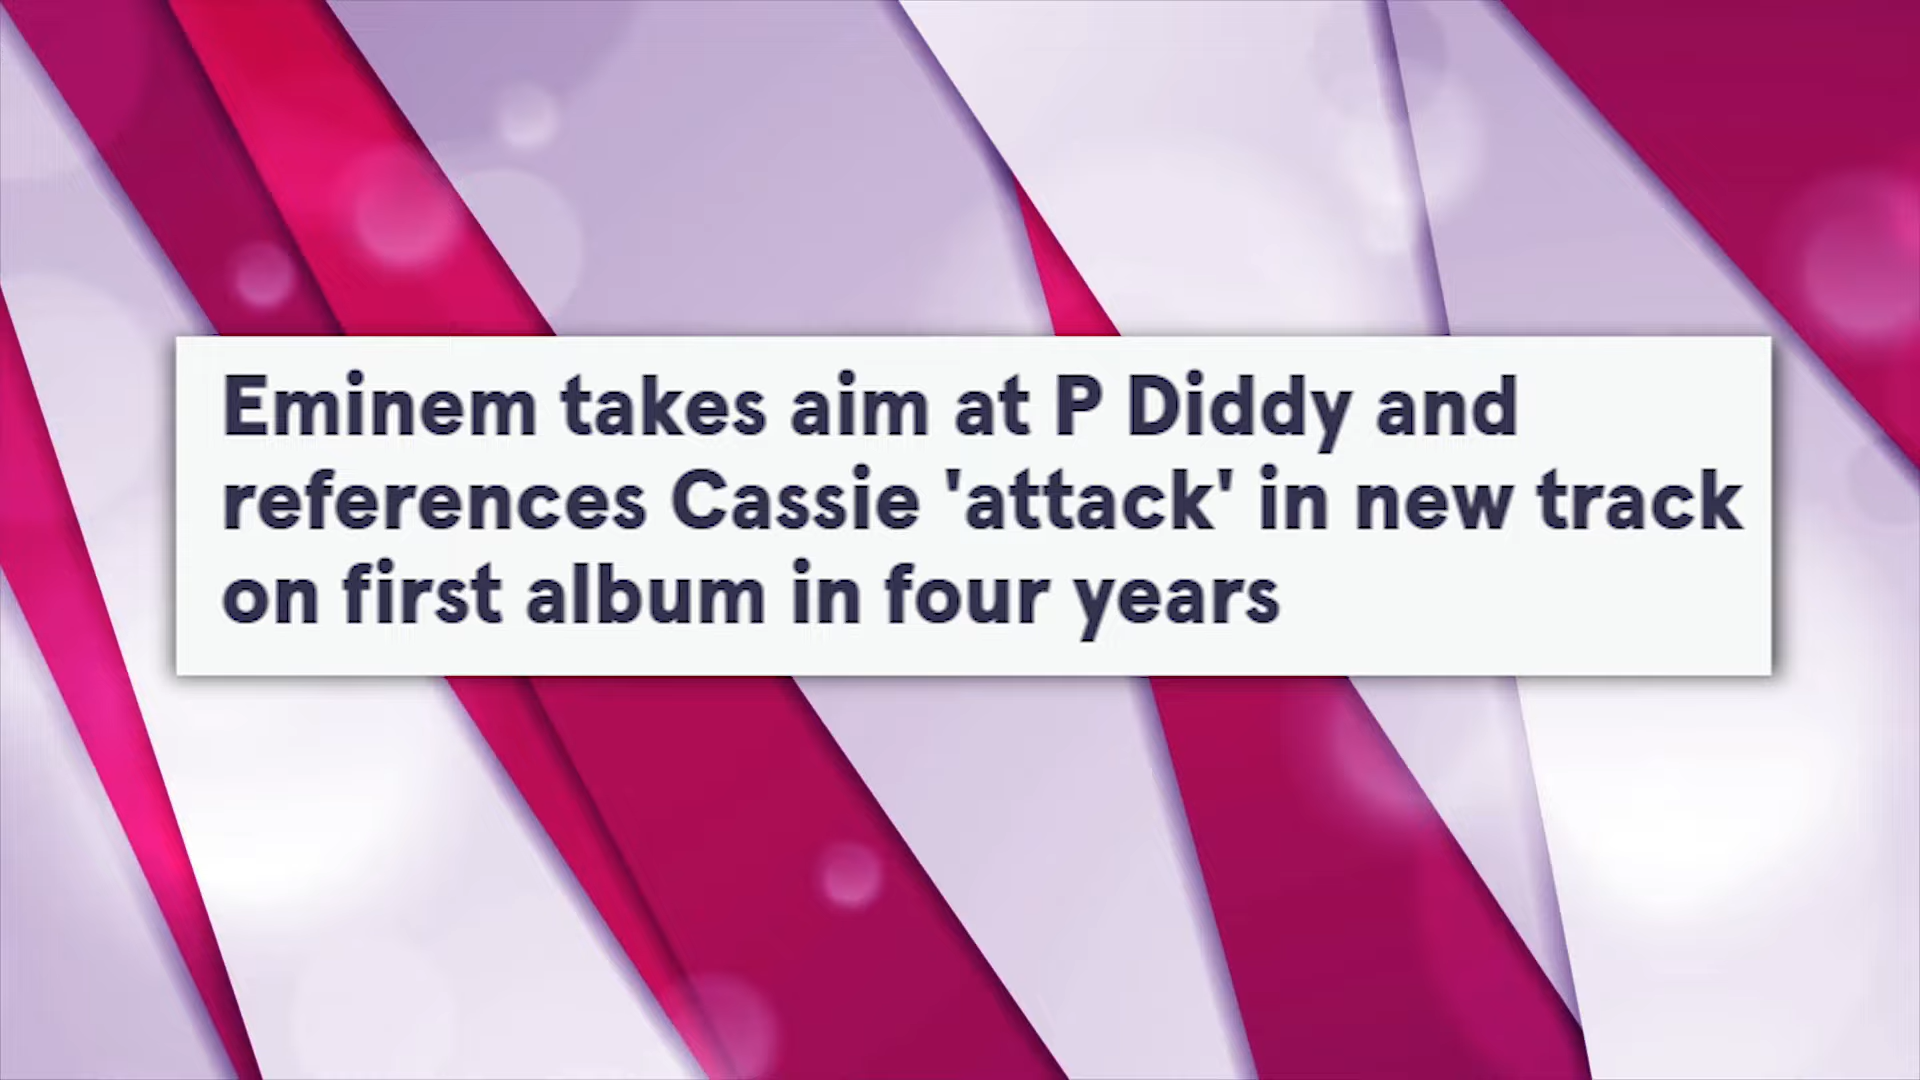 Eminem takes aim at P Diddy and
references Cassie 'attack' in new track
on first album in four years